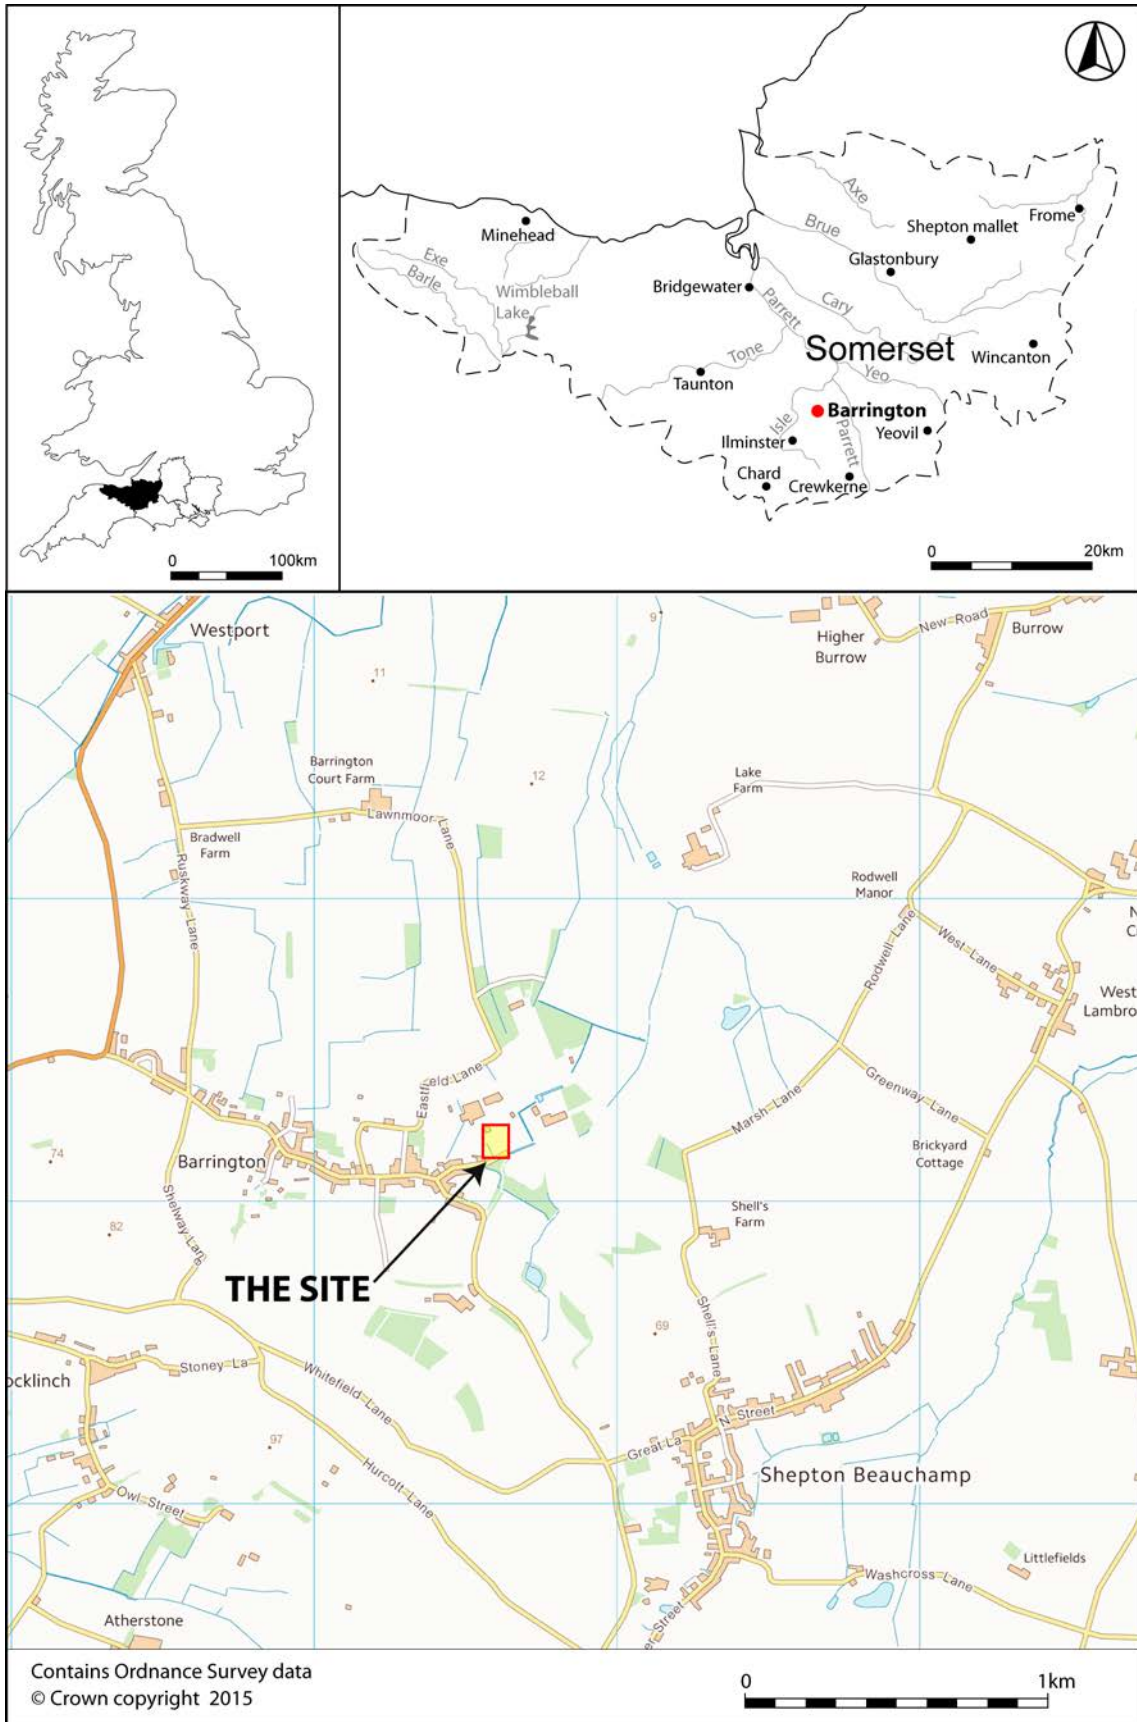 0 100km
Minehead
Exe
Barle
Wimbleball
Lake
Axe
Brue
Frome
Shepton mallet
Glastonbury
Bridgewater
Parrett
Cary
Somerset
Wincanton
Tone
Taunton
Yeo
Barrington
Isle
Ilminster
Parrett
Yeovil
Chard
Crewkerne
0 20km
Westport
9
Higher
Burrow
New Road
Burrow
11
Barrington
Court Farm
12
Lake
Farm
Lawnmoor Lane
Bradwell
Farm
Ruskway Lane
Rodwell
Manor
Rodwell Lane
West Lane
N
C
West
Lambro
Eastfield Lane
Marsh Lane
Greenway Lane
Brickyard
Cottage
74
Barrington
Shelway Lane
82
Shell's
Farm
THE SITE
69
Shell's Lane
Stoney La
ocklinch
Whitefield Lane
N Street
Great La
97
Hurcott Lane
Shepton Beauchamp
Owl Street
Littlefields
Washcross Lane
er Street
Atherstone
Contains Ordnance Survey data
© Crown copyright 2015
0 1km